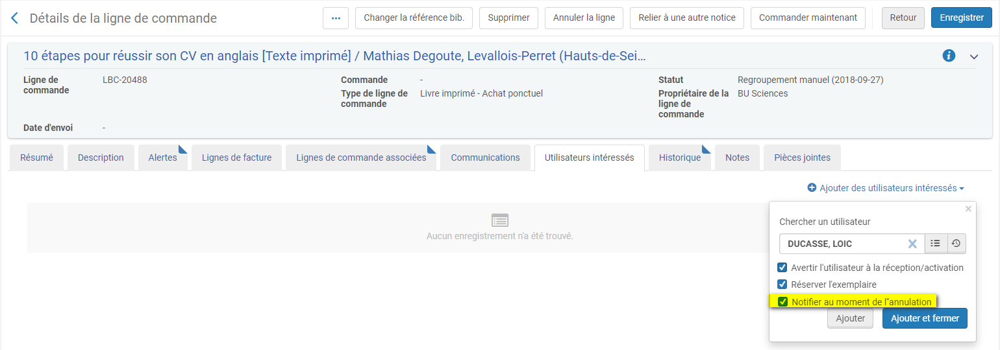 Détails de la ligne de commande
Changer la référence bib.
Supprimer
Annuler la ligne
Relier à une autre notice
Commander maintenant
Retour
Enregistrer
10 étapes pour réussir son CV en anglais [Texte imprimé] / Mathias Degoute, Levallois-Perret (Hauts-de-Sei...
Ligne de
commande
LBC-20488
Commande
-
Type de ligne de
commande
Livre imprimé - Achat ponctuel
Statut
Regroupement manuel (2018-09-27)
Propriétaire de la
ligne de
commande
BU Sciences
Date d'envoi
-
Résumé
Description
Alertes
Lignes de facture
Lignes de commande associées
Communications
Utilisateurs intéressés
Historique
Notes
Pièces jointes
Ajouter des utilisateurs intéressés
Aucun enregistrement n'a été trouvé.
Chercher un utilisateur
DUCASSE, LOIC
Avertir l'utilisateur à la réception/activation
Réserver l'exemplaire
Notifier au moment de l''annulation
Ajouter
Ajouter et fermer